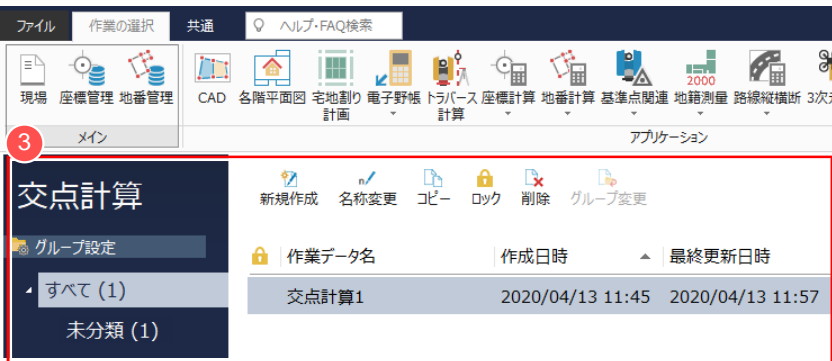 ファイル 作業の選択 共通 ヘルプ・FAQ検索
現場 座標管理 地番管理 CAD 各階平面図 宅地割り 電子野帳 トラバース 座標計算 地番計算 基準点関連 地籍測量 路線縦横断 3次
計画 計算
2000
メイン アプリケーション
3
交点計算
新規作成 名称変更 コピー ロック 削除 グループ変更
グループ設定
作業データ名 作成日時 最終更新日時
すべて (1)
交点計算1 2020/04/13 11:45 2020/04/13 11:57
未分類 (1)